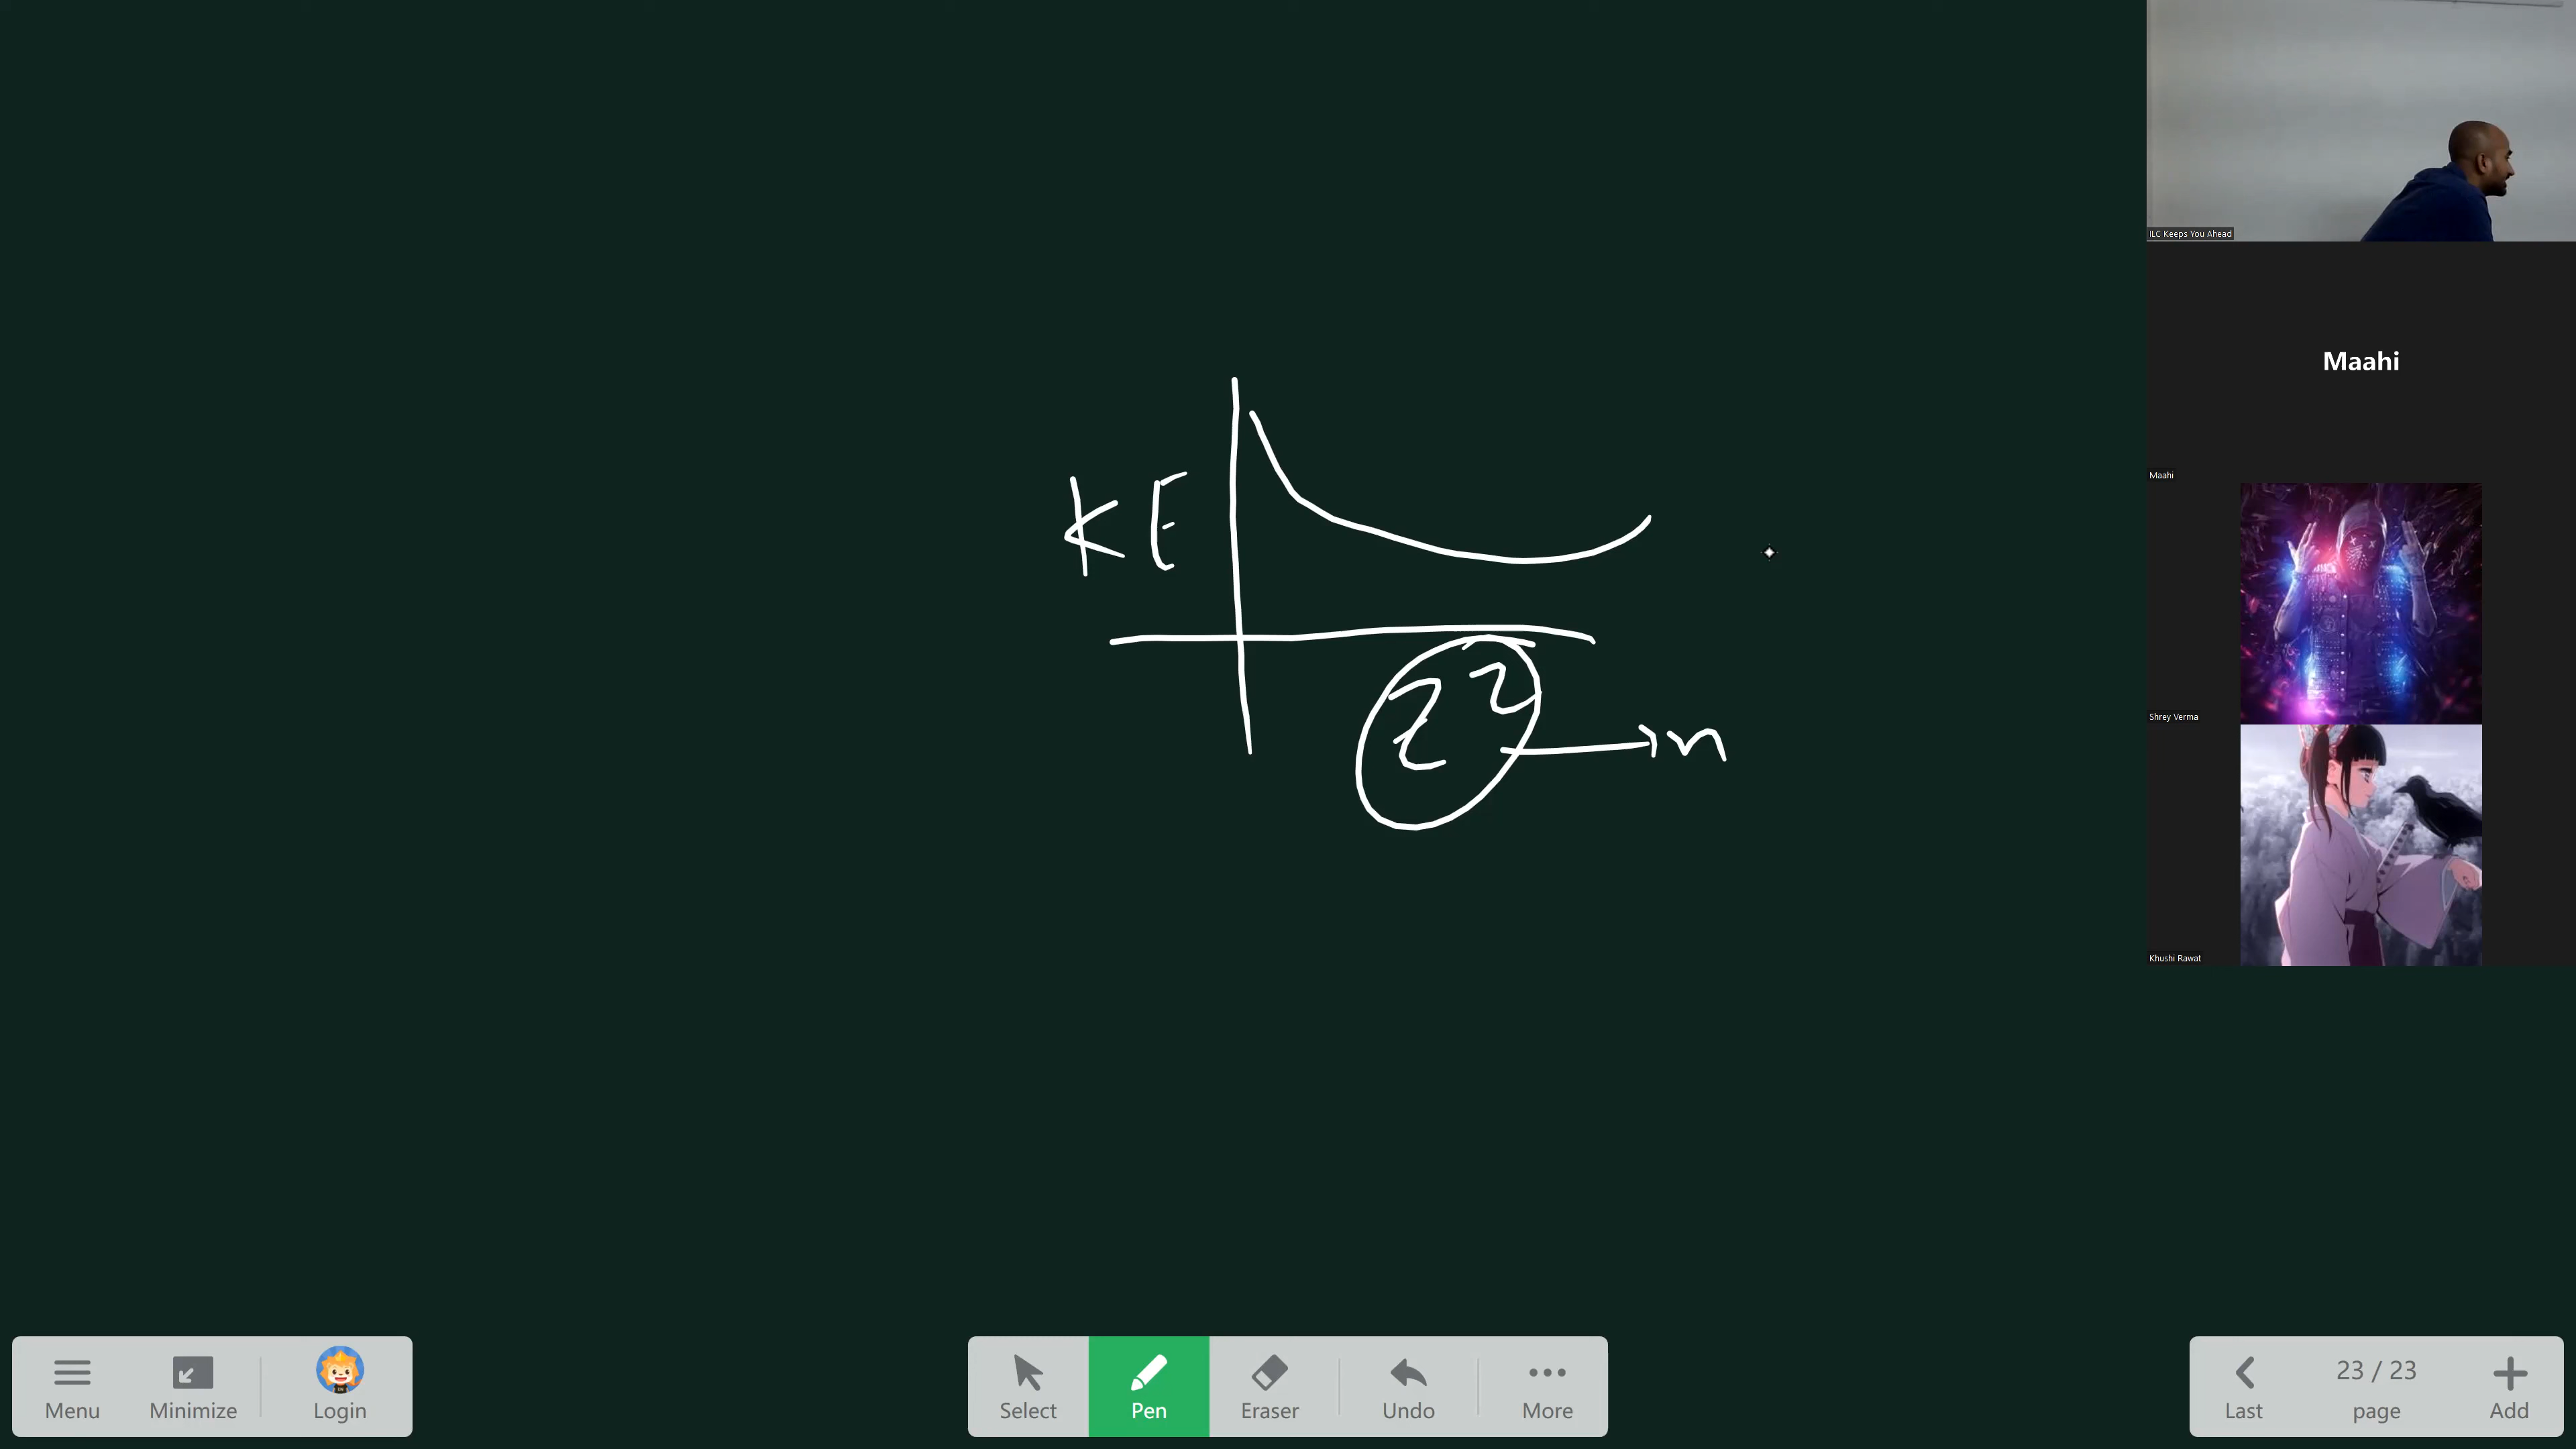 ILC Keeps You Ahead
Maahi
Maahi
KE
Shrey Verma
Khushi Rawat
Menu
Minimize
Login
Select
Pen
Eraser
Undo
More
Last
23 / 23
page
Add